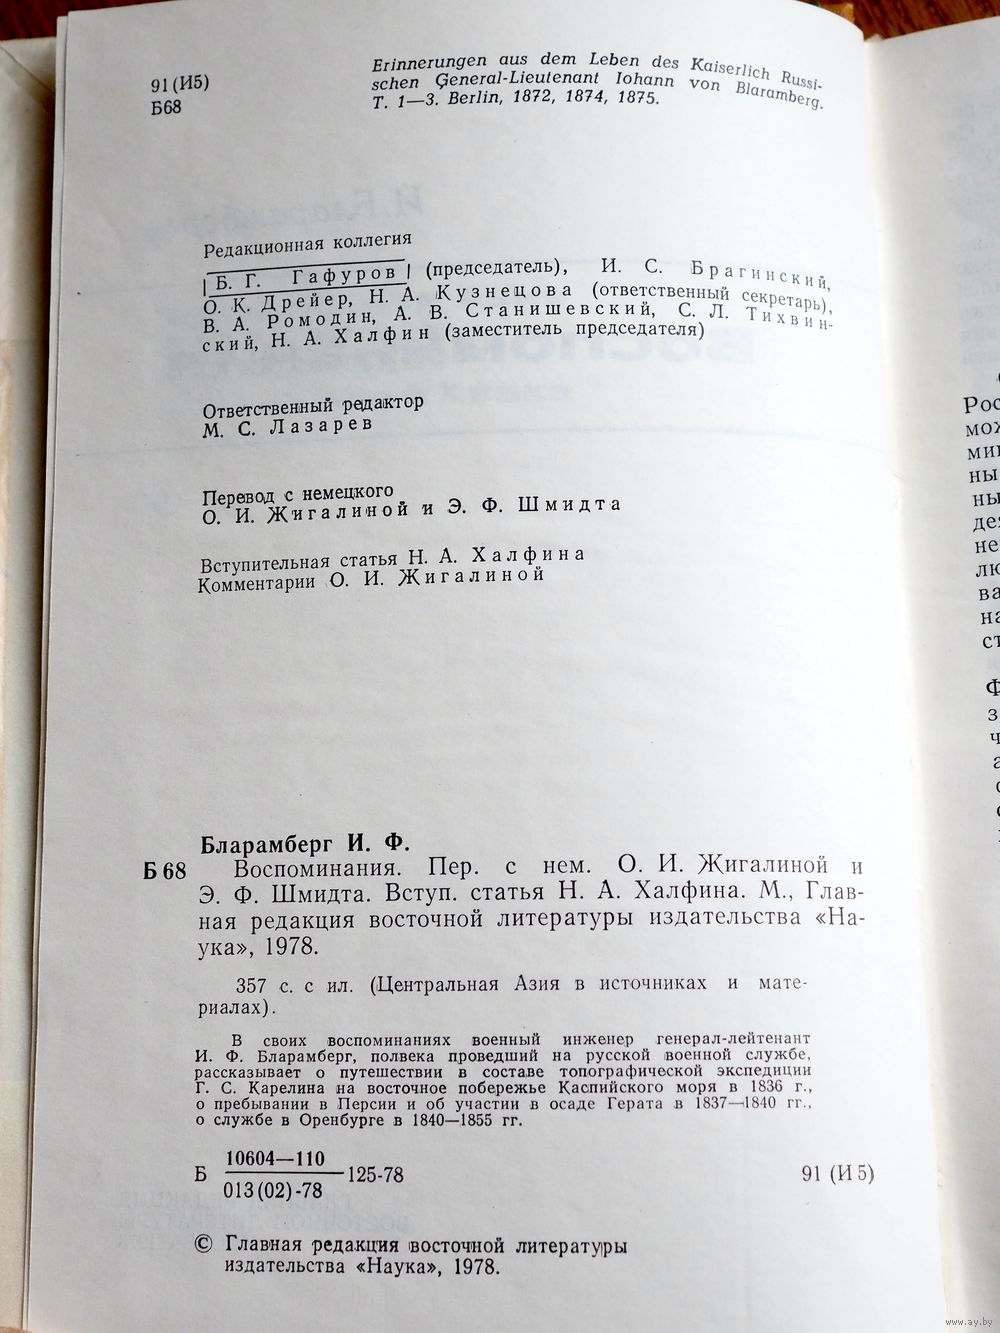 91 (И5)
Б68
Erinnerungen aus dem Leben des Kaiserlich Russi-
schen General-Lieutenant Iohann von Blaramberg.
T. 1—3. Berlin, 1872, 1874, 1875.
Редакционная коллегия
Б. Г. Гафуров (председатель), И. С. Брагинский,
О. К. Дрейер, Н. А. Кузнецова (ответственный секретарь),
В. А. Ромодин, А. В. Станишевский, С. Л. Тихвин-
ский, Н. А. Халфин (заместитель председателя)
Ответственный редактор
М. С. Лазарев
Перевод с немецкого
О. И. Жигалиной и Э. Ф. Шмидта
Вступительная статья Н. А. Халфина
Комментарии О. И. Жигалиной
Бларамберг И. Ф.
Б 68 Воспоминания. Пер. с нем. О. И. Жигалиной и
Э. Ф. Шмидта. Вступ. статья Н. А. Халфина. М., Глав-
ная редакция восточной литературы издательства «На-
ука», 1978.
357 с. с ил. (Центральная Азия в источниках и мате-
риалах).
В своих воспоминаниях военный инженер генерал-лейтенант
И. Ф. Бларамберг, полвека проведший на русской военной службе,
рассказывает о путешествии в составе топографической экспедиции
Г. С. Карелина на восточное побережье Каспийского моря в 1836 г.,
о пребывании в Персии и об участии в осаде Герата в 1837—1840 гг.,
о службе в Оренбурге в 1840—1855 гг.
10604—110
Б 125-78 91 (И5)
013(02)-78
© Главная редакция восточной литературы
издательства «Наука», 1978.
www.ay.by